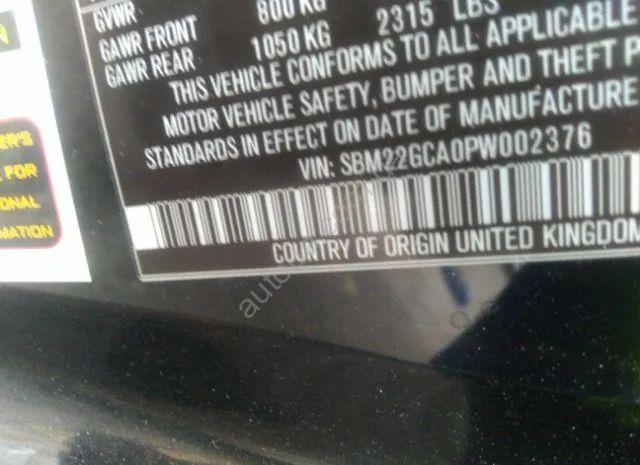 GVWR
GAWR FRONT 800 KG
GAWR REAR 1050 KG 2315 LBS
THIS VEHICLE CONFORMS TO ALL APPLICABLE
MOTOR VEHICLE SAFETY, BUMPER AND THEFT P
STANDARDS IN EFFECT ON DATE OF MANUFACTURE
VIN: SBM22GCA0PW002376
COUNTRY OF ORIGIN UNITED KINGDOM
N
ER'S
K FOR
ONAL
MATION